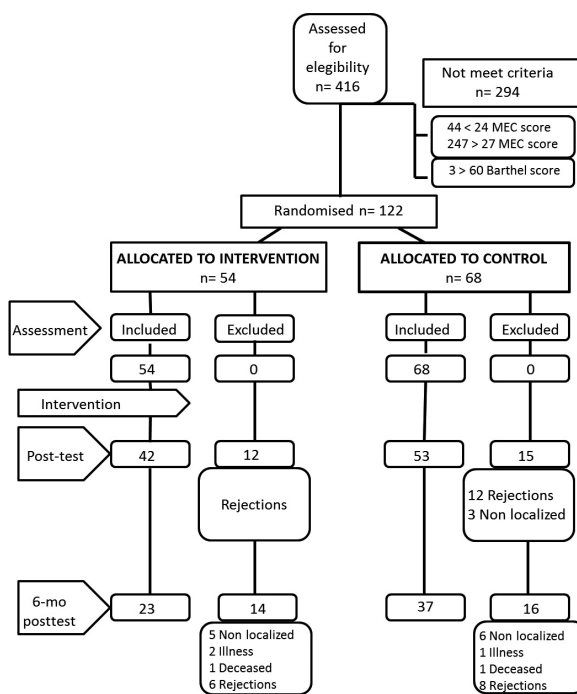 Assessed
for
elegibility
n= 416
Not meet criteria
n= 294
44 < 24 MEC score
247 > 27 MEC score
3 > 60 Barthel score
Randomised n= 122
ALLOCATED TO INTERVENTION
n= 54
ALLOCATED TO CONTROL
n= 68
Assessment
Included
Excluded
Included
Excluded
54
0
68
0
Intervention
Post-test
42
12
53
15
Rejections
12 Rejections
3 Non localized
6-mo
posttest
23
14
37
16
5 Non localized
2 Illness
1 Deceased
6 Rejections
6 Non localized
1 Illness
1 Deceased
8 Rejections